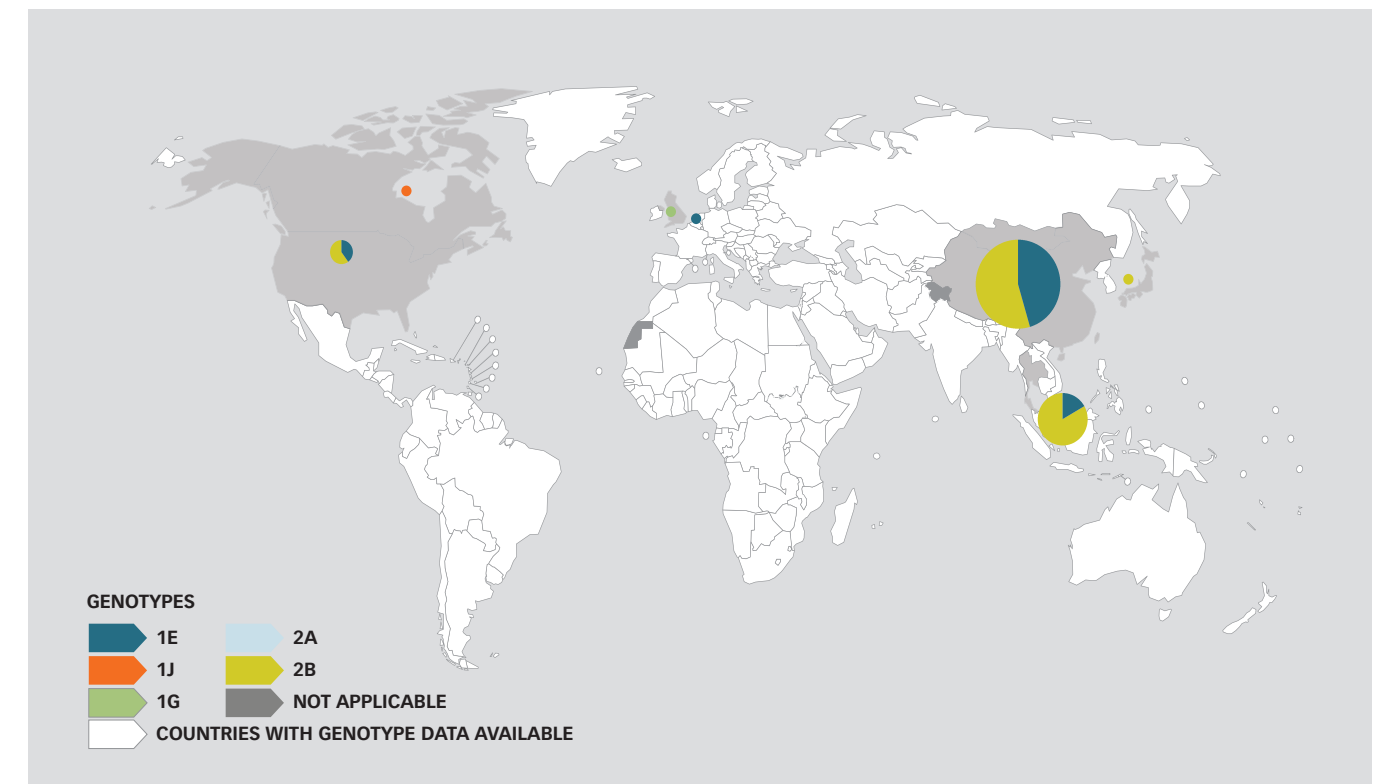 GENOTYPES
1E
2A
1J
2B
1G
NOT APPLICABLE
COUNTRIES WITH GENOTYPE DATA AVAILABLE